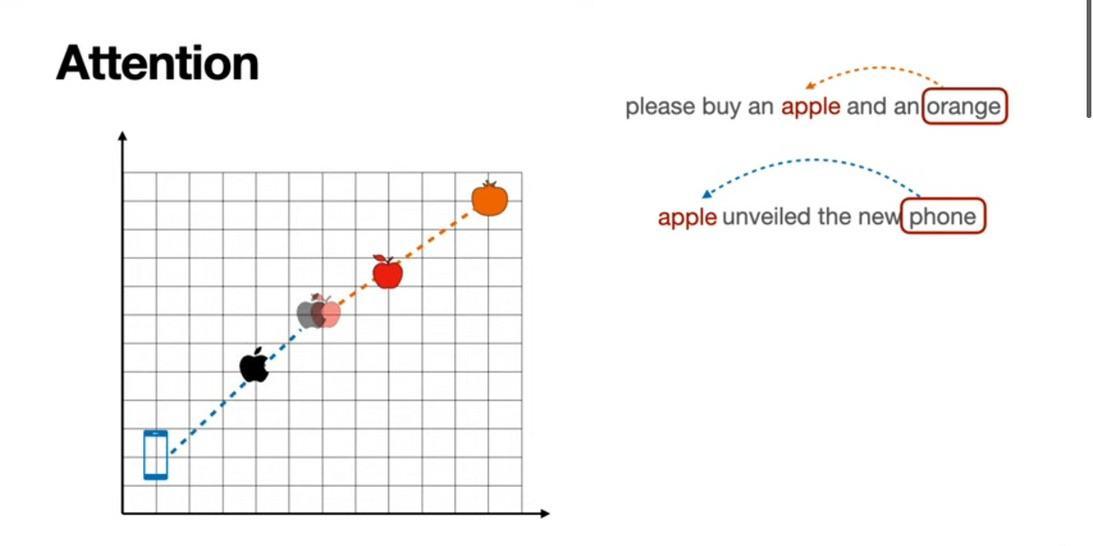 Attention
please buy an apple and an orange
apple unveiled the new phone